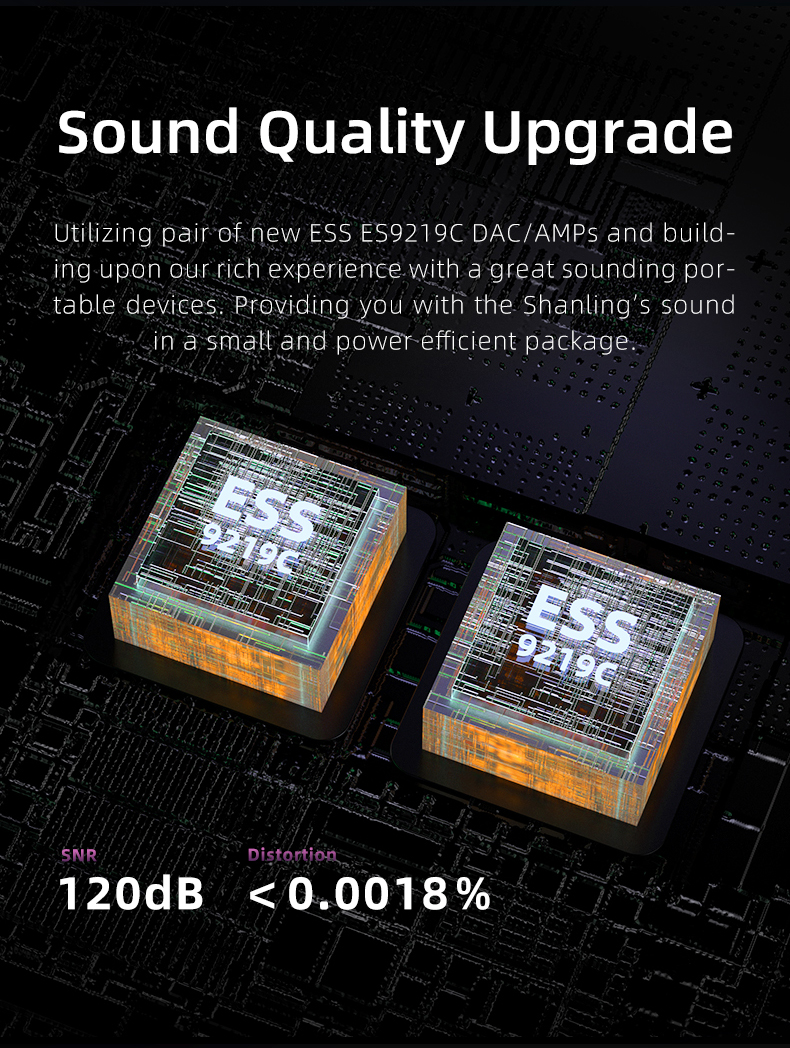 Sound Quality Upgrade
Utilizing pair of new ESS ES9219C DAC/AMPs and build-
ing upon our rich experience with a great sounding por-
table devices. Providing you with the Shanling’s sound
in a small and power efficient package.
ESS
9219C
ESS
9219C
SNR
120dB
Distortion
<0.0018%